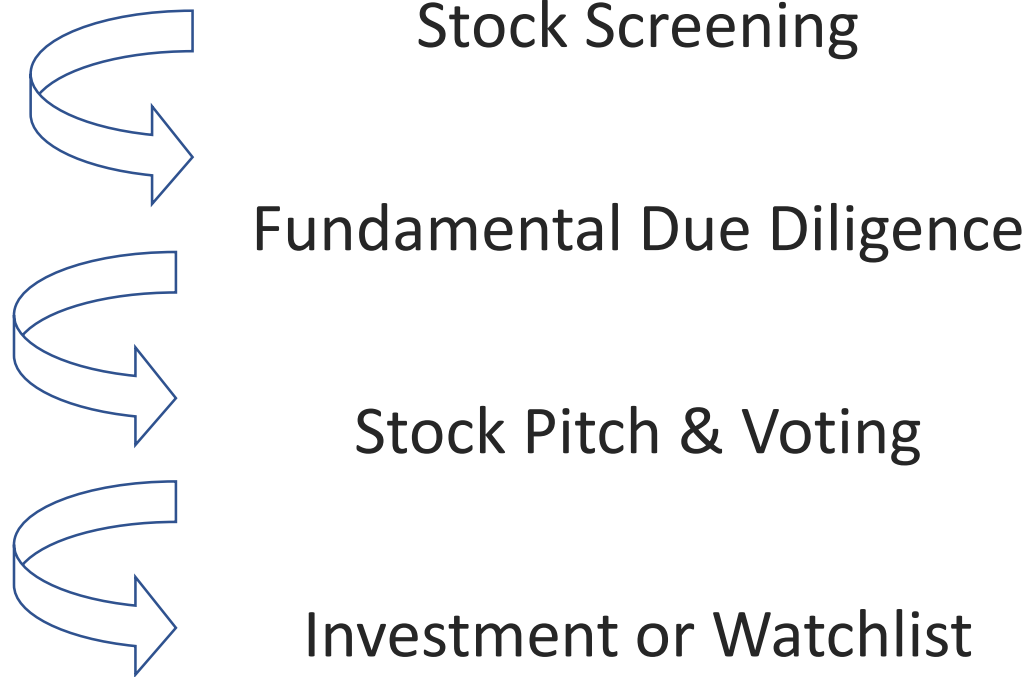 Stock Screening
Fundamental Due Diligence
Stock Pitch & Voting
Investment or Watchlist